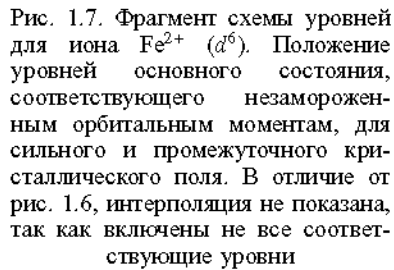 Рис. 1.7. Фрагмент схемы уровней
для иона Fe²⁺ (d⁶). Положение
уровней основного состояния,
соответствующего незаморожен-
ным орбитальным моментам, для
сильного и промежуточного кри-
сталлического поля. В отличие от
рис. 1.6, интерполяция не показана,
так как включены не все соответ-
ствующие уровни